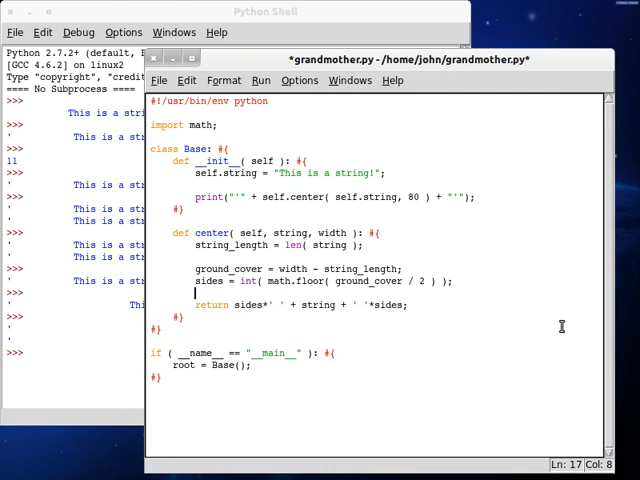 Python Shell
File Edit Debug Options Windows Help
Python 2.7.2+ (default,
[GCC 4.6.2] on linux2
Type "copyright", "credit
==== No Subprocess ====
>>>
This is a stri
>>>
' This is a str
>>>
11
>>>
' This is a str
>>>
' This is a str
' This is a str
>>>
' This is a str
' This is a str
>>>
' This is a str
>>>
' Thi
>>>
'
'
>>>
*grandmother.py - /home/john/grandmother.py*
File Edit Format Run Options Windows Help
#!/usr/bin/env python
import math;
class Base: #{
def __init__( self ): #{
self.string = "This is a string!";
print("'" + self.center( self.string, 80 ) + "'");
#}
def center( self, string, width ): #{
string_length = len( string );
ground_cover = width - string_length;
sides = int( math.floor( ground_cover / 2 ) );
return sides*' ' + string + ' '*sides;
#}
#}
if ( __name__ == "__main__" ): #{
root = Base();
#}
Ln: 17 Col: 8